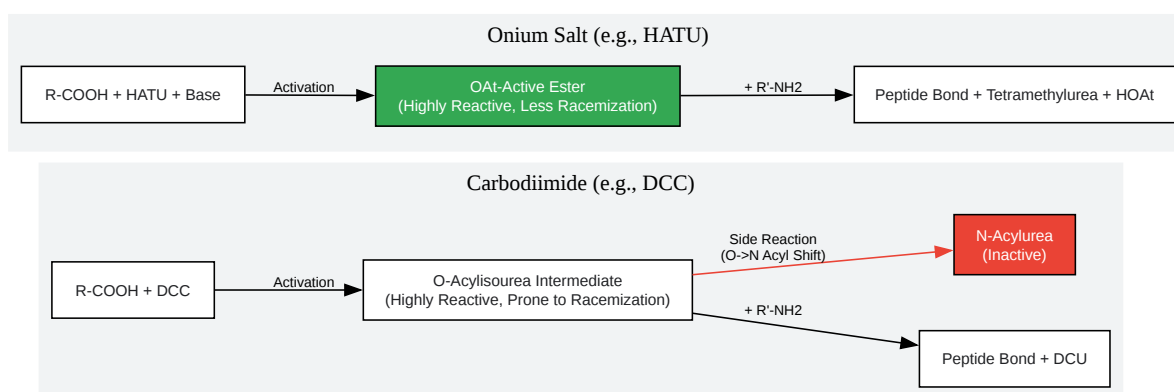 Onium Salt (e.g., HATU)
R-COOH + HATU + Base
Activation
OAt-Active Ester
(Highly Reactive, Less Racemization)
+ R'-NH2
Peptide Bond + Tetramethylurea + HOAt
Carbodiimide (e.g., DCC)
R-COOH + DCC
Activation
O-Acylisourea Intermediate
(Highly Reactive, Prone to Racemization)
Side Reaction
(O->N Acyl Shift)
N-Acylurea
(Inactive)
+ R'-NH2
Peptide Bond + DCU